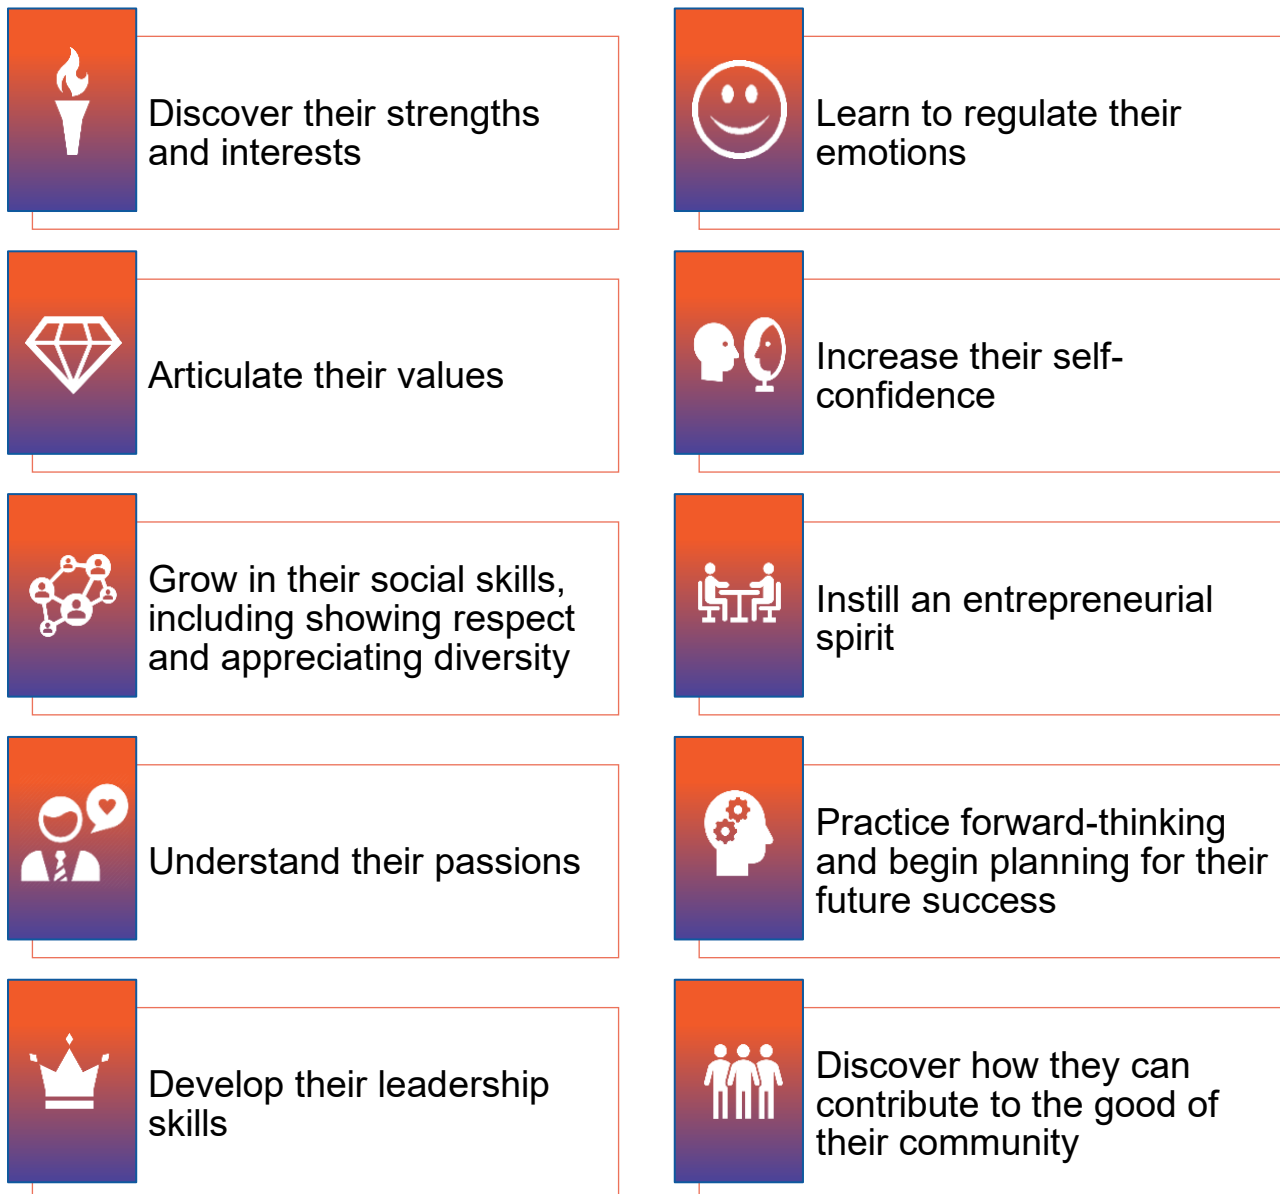 Discover their strengths
and interests
Learn to regulate their
emotions
Articulate their values
Increase their self-
confidence
Grow in their social skills,
including showing respect
and appreciating diversity
Instill an entrepreneurial
spirit
Understand their passions
Practice forward-thinking
and begin planning for their
future success
Develop their leadership
skills
Discover how they can
contribute to the good of
their community